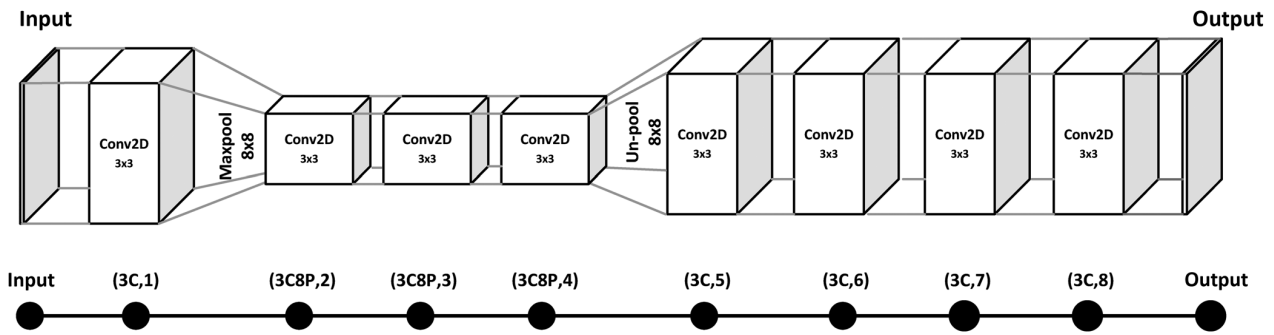 Input
Output
Conv2D
3x3
Maxpool
8x8
Conv2D
3x3
Conv2D
3x3
Conv2D
3x3
Un-pool
8x8
Conv2D
3x3
Conv2D
3x3
Conv2D
3x3
Conv2D
3x3
Input (3C,1) (3C8P,2) (3C8P,3) (3C8P,4) (3C,5) (3C,6) (3C,7) (3C,8) Output